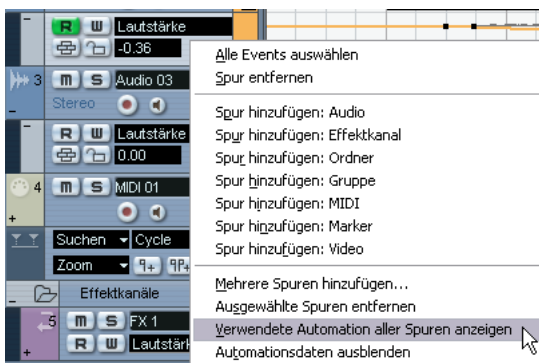 R W Lautstärke
-0.36
3 m S Audio 03
Stereo
R W Lautstärke
0.00
4 m S MIDI 01
Suchen Cycle
Zoom
Effektkanäle
5 m S FX 1
R W
Alle Events auswählen
Spur entfernen
Spur hinzufügen: Audio
Spur hinzufügen: Effektkanal
Spur hinzufügen: Ordner
Spur hinzufügen: Gruppe
Spur hinzufügen: MIDI
Spur hinzufügen: Marker
Spur hinzufügen: Video
Mehrere Spuren hinzufügen...
Ausgewählte Spuren entfernen
Verwendete Automation aller Spuren anzeigen
Automationsdaten ausblenden